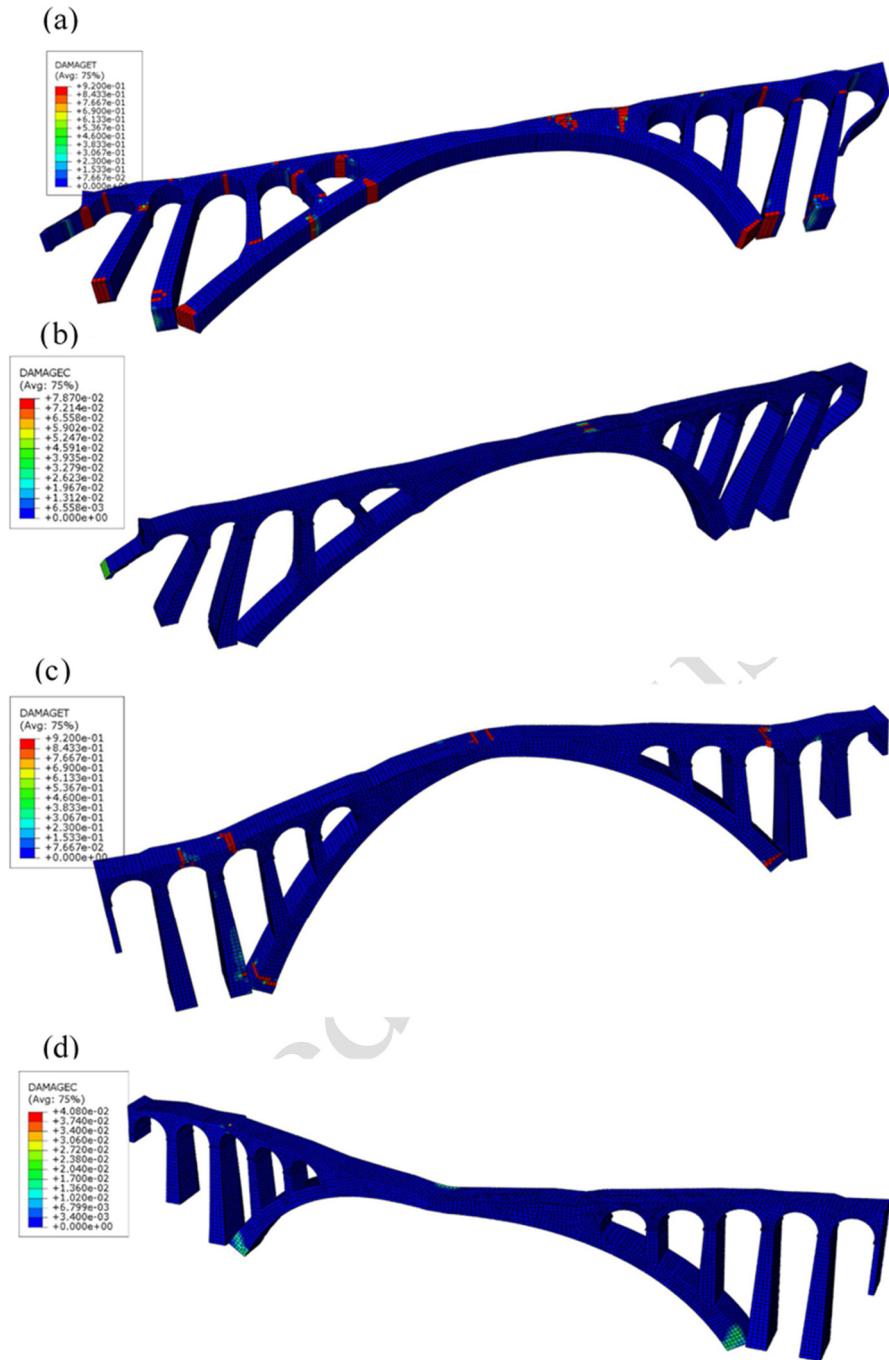 (a)
DAMAGET
(Avg: 75%)
+9.200e-01
+8.433e-01
+7.667e-01
+6.900e-01
+6.133e-01
+5.367e-01
+4.600e-01
+3.833e-01
+3.067e-01
+2.300e-01
+1.533e-01
+7.667e-02
+0.000e+00
(b)
DAMAGEC
(Avg: 75%)
+7.870e-02
+7.214e-02
+6.558e-02
+5.902e-02
+5.247e-02
+4.591e-02
+3.935e-02
+3.279e-02
+2.623e-02
+1.967e-02
+1.312e-02
+6.558e-03
+0.000e+00
(c)
DAMAGET
(Avg: 75%)
+9.200e-01
+8.433e-01
+7.667e-01
+6.900e-01
+6.133e-01
+5.367e-01
+4.600e-01
+3.833e-01
+3.067e-01
+2.300e-01
+1.533e-01
+7.667e-02
+0.000e+00
(d)
DAMAGEC
(Avg: 75%)
+4.080e-02
+3.740e-02
+3.400e-02
+3.060e-02
+2.720e-02
+2.380e-02
+2.040e-02
+1.700e-02
+1.360e-02
+1.020e-02
+6.799e-03
+3.400e-03
+0.000e+00